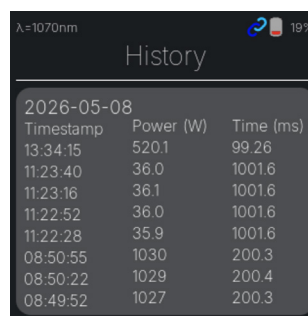 λ=1070nm 19%
History
2026-05-08
Timestamp Power (W) Time (ms)
13:34:15 520.1 99.26
11:23:40 36.0 1001.6
11:23:16 36.1 1001.6
11:22:52 36.0 1001.6
11:22:28 35.9 1001.6
08:50:55 1030 200.3
08:50:22 1029 200.4
08:49:52 1027 200.3